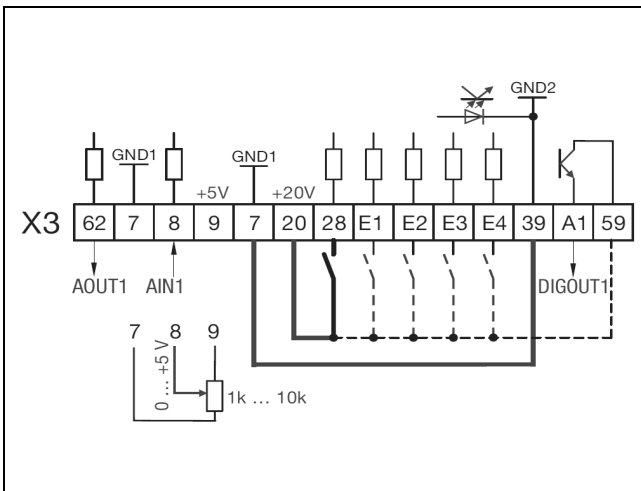 GND2
GND1
GND1
+5V
+20V
X3
62
7
8
9
7
20
28
E1
E2
E3
E4
39
A1
59
AOUT1
AIN1
DIGOUT1
7
8
9
0 ... +5 V
1k ... 10k